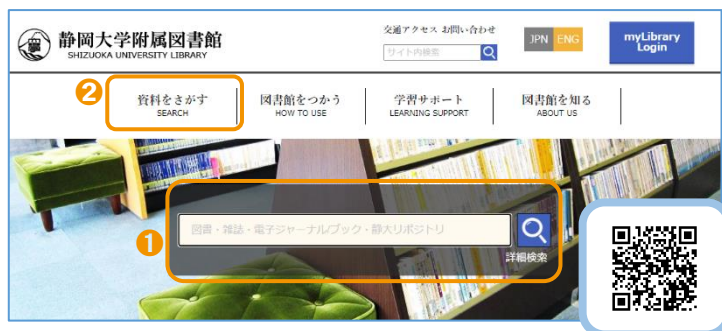 静岡大学附属図書館
SHIZUOKA UNIVERSITY LIBRARY
交通アクセス お問い合わせ
サイト内検索
JPN ENG
myLibrary
Login
❷
資料をさがす
SEARCH
図書館をつかう
HOW TO USE
学習サポート
LEARNING SUPPORT
図書館を知る
ABOUT US
❶
図書・雑誌・電子ジャーナル/ブック・静大リポジトリ
詳細検索